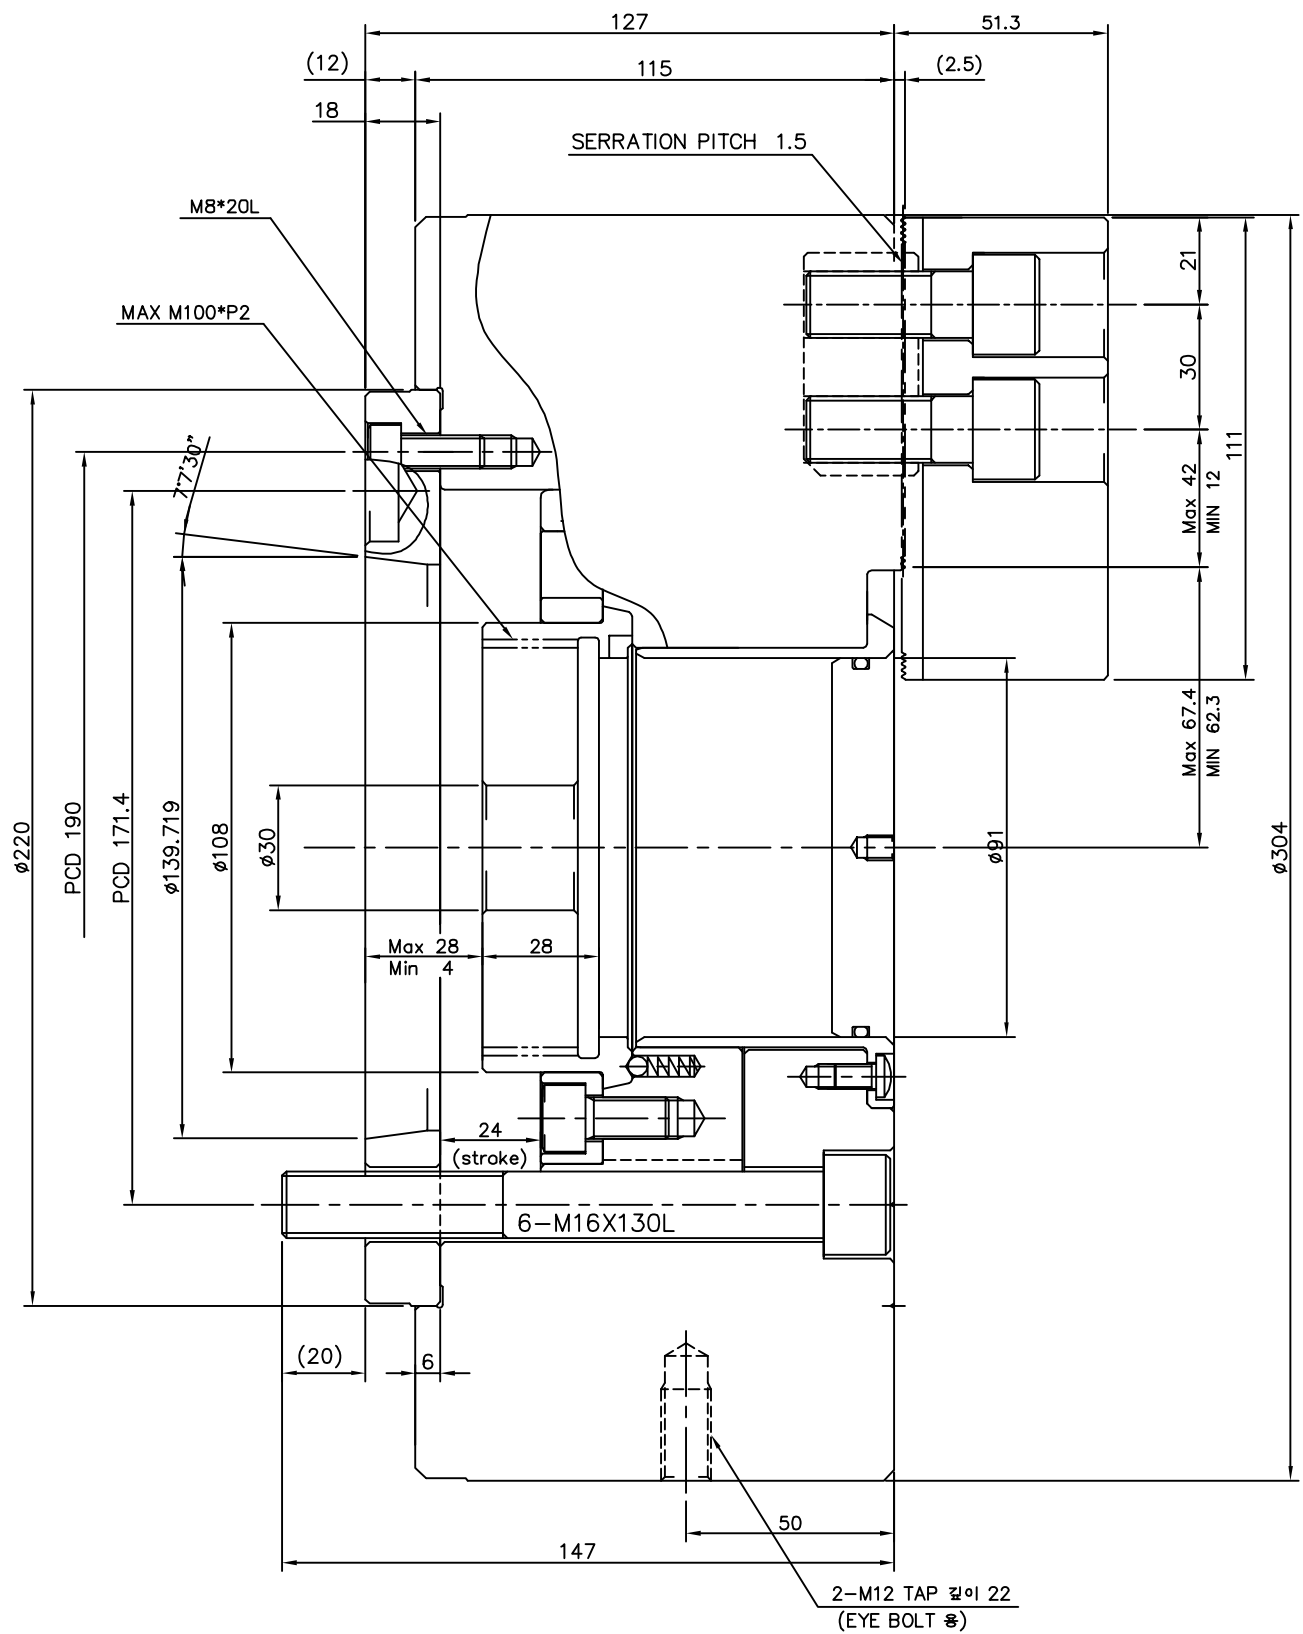 127
51.3
(12)
115
(2.5)
18
SERRATION PITCH 1.5
M8*20L
MAX M100*P2
21
30
111
7°7'30"
Max 42
MIN 12
Max 67.4
MIN 62.3
ø220
PCD 190
PCD 171.4
ø139.719
ø108
ø30
ø91
ø304
Max 28
Min 4
28
24
(stroke)
6-M16X130L
(20)
6
50
147
2-M12 TAP 깊이 22
(EYE BOLT 용)